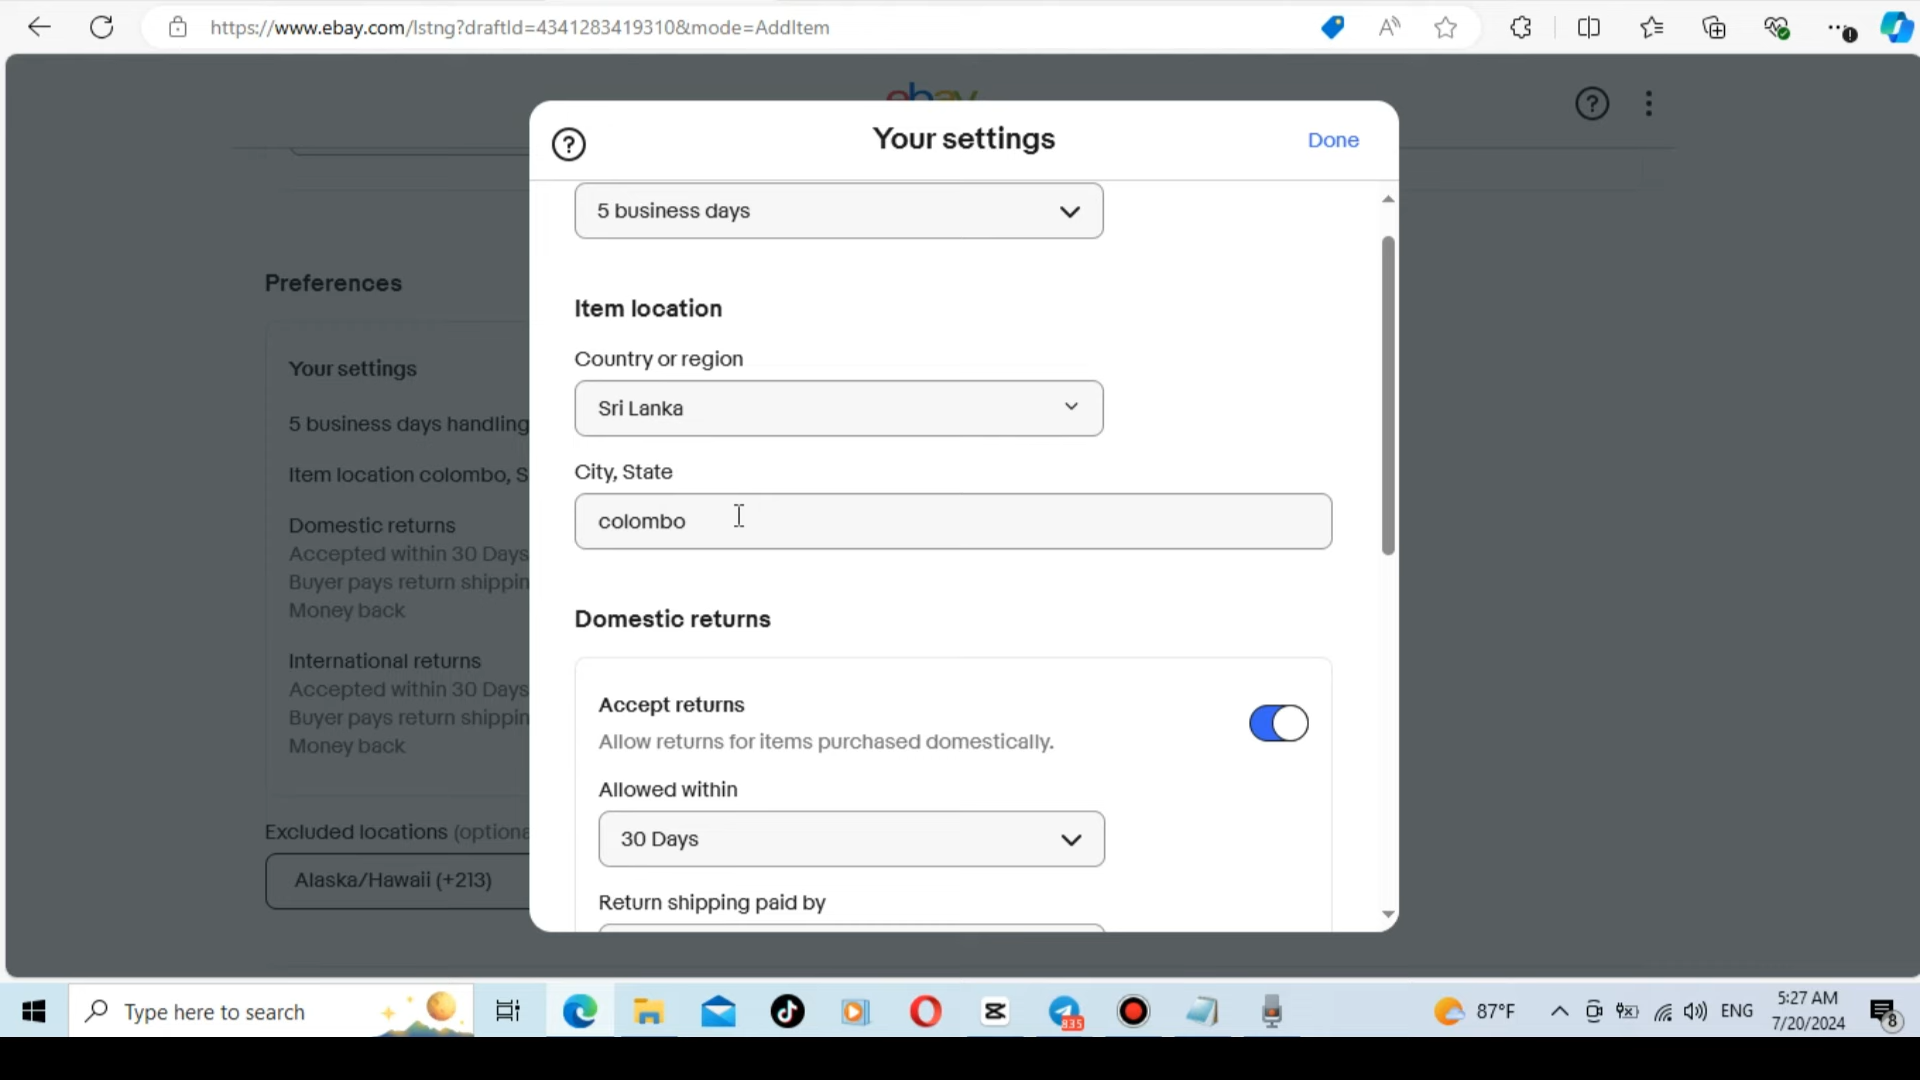 https://www.ebay.com/lstng?draftId=43412834193108&mode=AddItem
ebay
Your settings
Done
5 business days
Item location
Country or region
Sri Lanka
City, State
colombo
Domestic returns
Accept returns
Allow returns for items purchased domestically.
Allowed within
30 Days
Return shipping paid by
Preferences
Your settings
5 business days handling
Item location colombo, S
Domestic returns
Accepted within 30 Days
Buyer pays return shippin
Money back
International returns
Accepted within 30 Days
Buyer pays return shippin
Money back
Excluded locations (optiona
Alaska/Hawaii (+213)
Type here to search
835
87°F
ENG
5:27 AM
7/20/2024
8